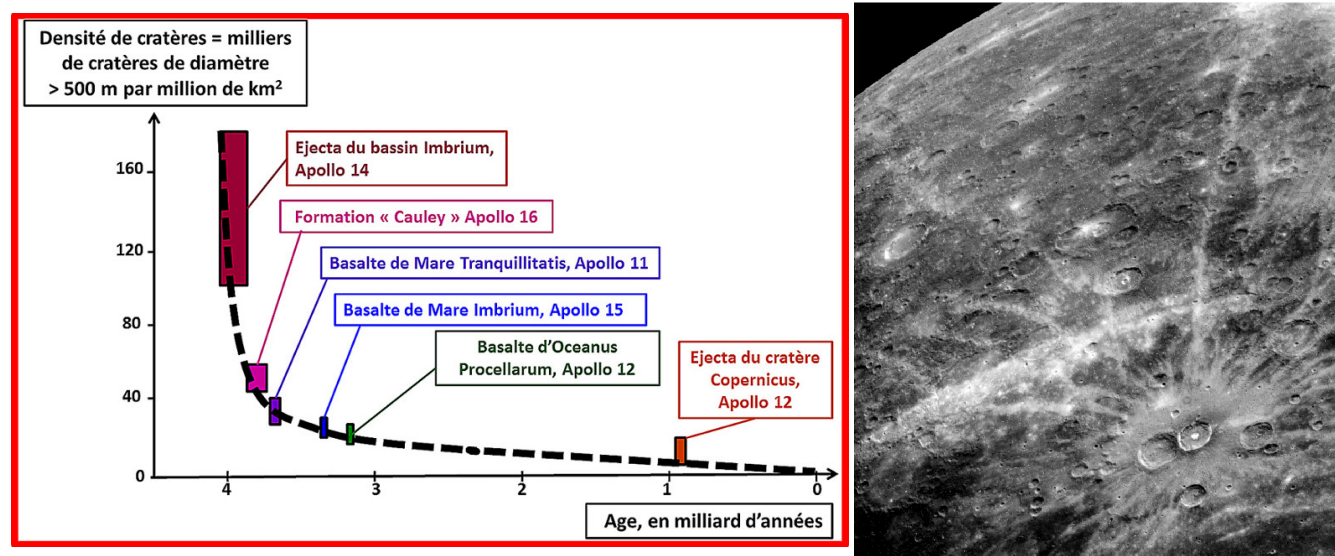 Densité de cratères = milliers
de cratères de diamètre
> 500 m par million de km²
160
120
80
40
0
Ejecta du bassin Imbrium,
Apollo 14
Formation « Cauley » Apollo 16
Basalte de Mare Tranquillitatis, Apollo 11
Basalte de Mare Imbrium, Apollo 15
Basalte d’Oceanus
Procellarum, Apollo 12
Ejecta du cratère
Copernicus,
Apollo 12
4
3
2
1
0
Age, en milliard d’années